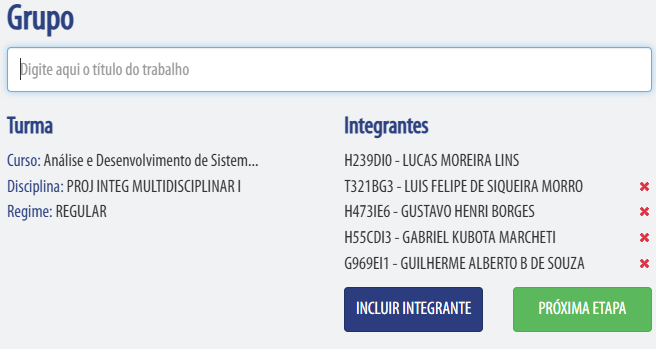 Grupo
Digite aqui o título do trabalho
Turma
Curso: Análise e Desenvolvimento de Sistem...
Disciplina: PROJ INTEG MULTIDISCIPLINAR I
Regime: REGULAR
Integrantes
H239DI0 - LUCAS MOREIRA LINS
T321BG3 - LUIS FELIPE DE SIQUEIRA MORRO
H473IE6 - GUSTAVO HENRI BORGES
H55CDI3 - GABRIEL KUBOTA MARCHETI
G969EI1 - GUILHERME ALBERTO B DE SOUZA
INCLUIR INTEGRANTE
PRÓXIMA ETAPA